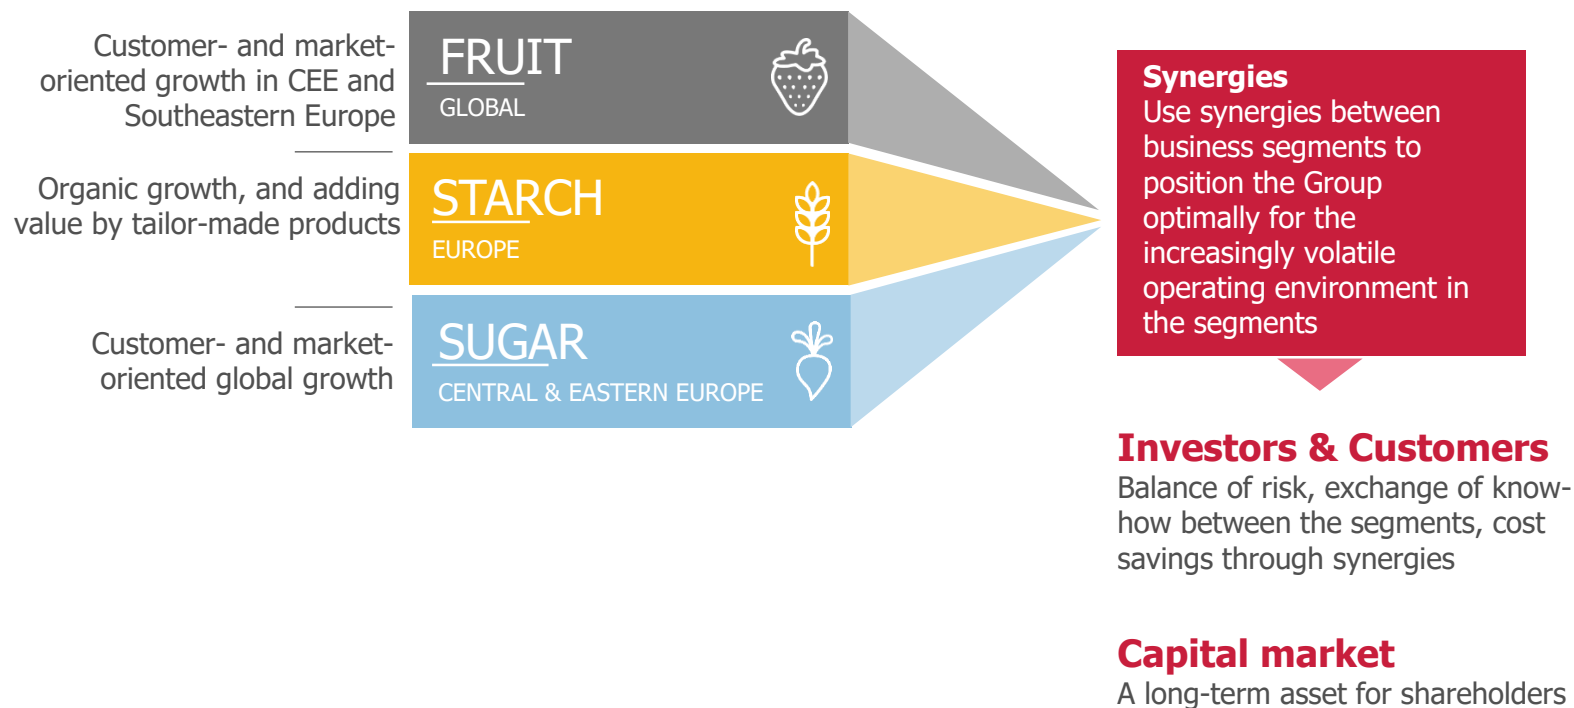 Customer- and market-
oriented growth in CEE and
Southeastern Europe
Organic growth, and adding
value by tailor-made products
Customer- and market-
oriented global growth
FRUIT
GLOBAL
STARCH
EUROPE
SUGAR
CENTRAL & EASTERN EUROPE
Synergies
Use synergies between
business segments to
position the Group
optimally for the
increasingly volatile
operating environment in
the segments
Investors & Customers
Balance of risk, exchange of know-
how between the segments, cost
savings through synergies
Capital market
A long-term asset for shareholders